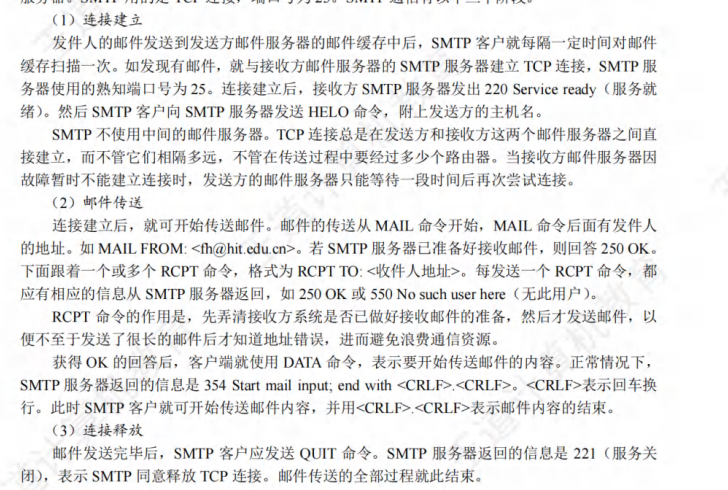 （1）连接建立
发件人的邮件发送到发送方邮件服务器的邮件缓存中后，SMTP 客户就每隔一定时间对邮件
缓存扫描一次。如发现有邮件，就与接收方邮件服务器的 SMTP 服务器建立 TCP 连接，SMTP 服
务器使用的熟知端口号为 25。连接建立后，接收方 SMTP 服务器发出 220 Service ready（服务就
绪）。然后 SMTP 客户向 SMTP 服务器发送 HELO 命令，附上发送方的主机名。
SMTP 不使用中间的邮件服务器。TCP 连接总是在发送方和接收方这两个邮件服务器之间直
接建立，而不管它们相隔多远，不管在传送过程中要经过多少个路由器。当接收方邮件服务器因
故障暂时不能建立连接时，发送方的邮件服务器只能等待一段时间后再次尝试连接。
（2）邮件传送
连接建立后，就可开始传送邮件。邮件的传送从 MAIL 命令开始，MAIL 命令后面有发件人
的地址。如 MAIL FROM: <fh@hit.edu.cn>。若 SMTP 服务器已准备好接收邮件，则回答 250 OK。
下面跟着一个或多个 RCPT 命令，格式为 RCPT TO: <收件人地址>。每发送一个 RCPT 命令，都
应有相应的信息从 SMTP 服务器返回，如 250 OK 或 550 No such user here（无此用户）。
RCPT 命令的作用是，先弄清接收方系统是否已做好接收邮件的准备，然后才发送邮件，以
便不至于发送了很长的邮件后才知道地址错误，进而避免浪费通信资源。
获得 OK 的回答后，客户端就使用 DATA 命令，表示要开始传送邮件的内容。正常情况下，
SMTP 服务器返回的信息是 354 Start mail input; end with <CRLF>.<CRLF>。<CRLF>表示回车换
行。此时 SMTP 客户就可开始传送邮件内容，并用<CRLF>.<CRLF>表示邮件内容的结束。
（3）连接释放
邮件发送完毕后，SMTP 客户应发送 QUIT 命令。SMTP 服务器返回的信息是 221（服务关
闭），表示 SMTP 同意释放 TCP 连接。邮件传送的全部过程就此结束。